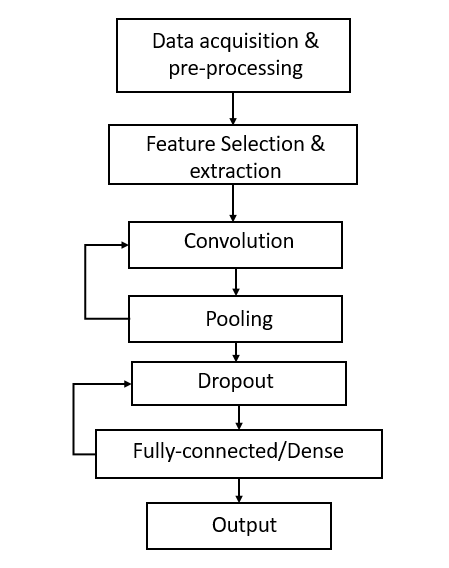 Data acquisition &
pre-processing
Feature Selection &
extraction
Convolution
Pooling
Dropout
Fully-connected/Dense
Output